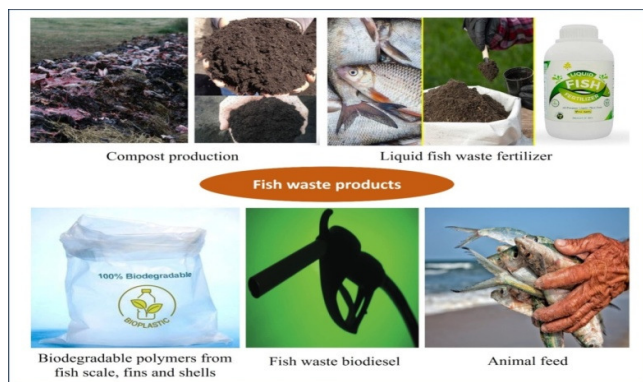 Compost production
LIQUID
FISH
FERTILIZER
Liquid fish waste fertilizer
Fish waste products
100% Biodegradable
BIOPLASTIC
Biodegradable polymers from
fish scale, fins and shells
Fish waste biodiesel
Animal feed